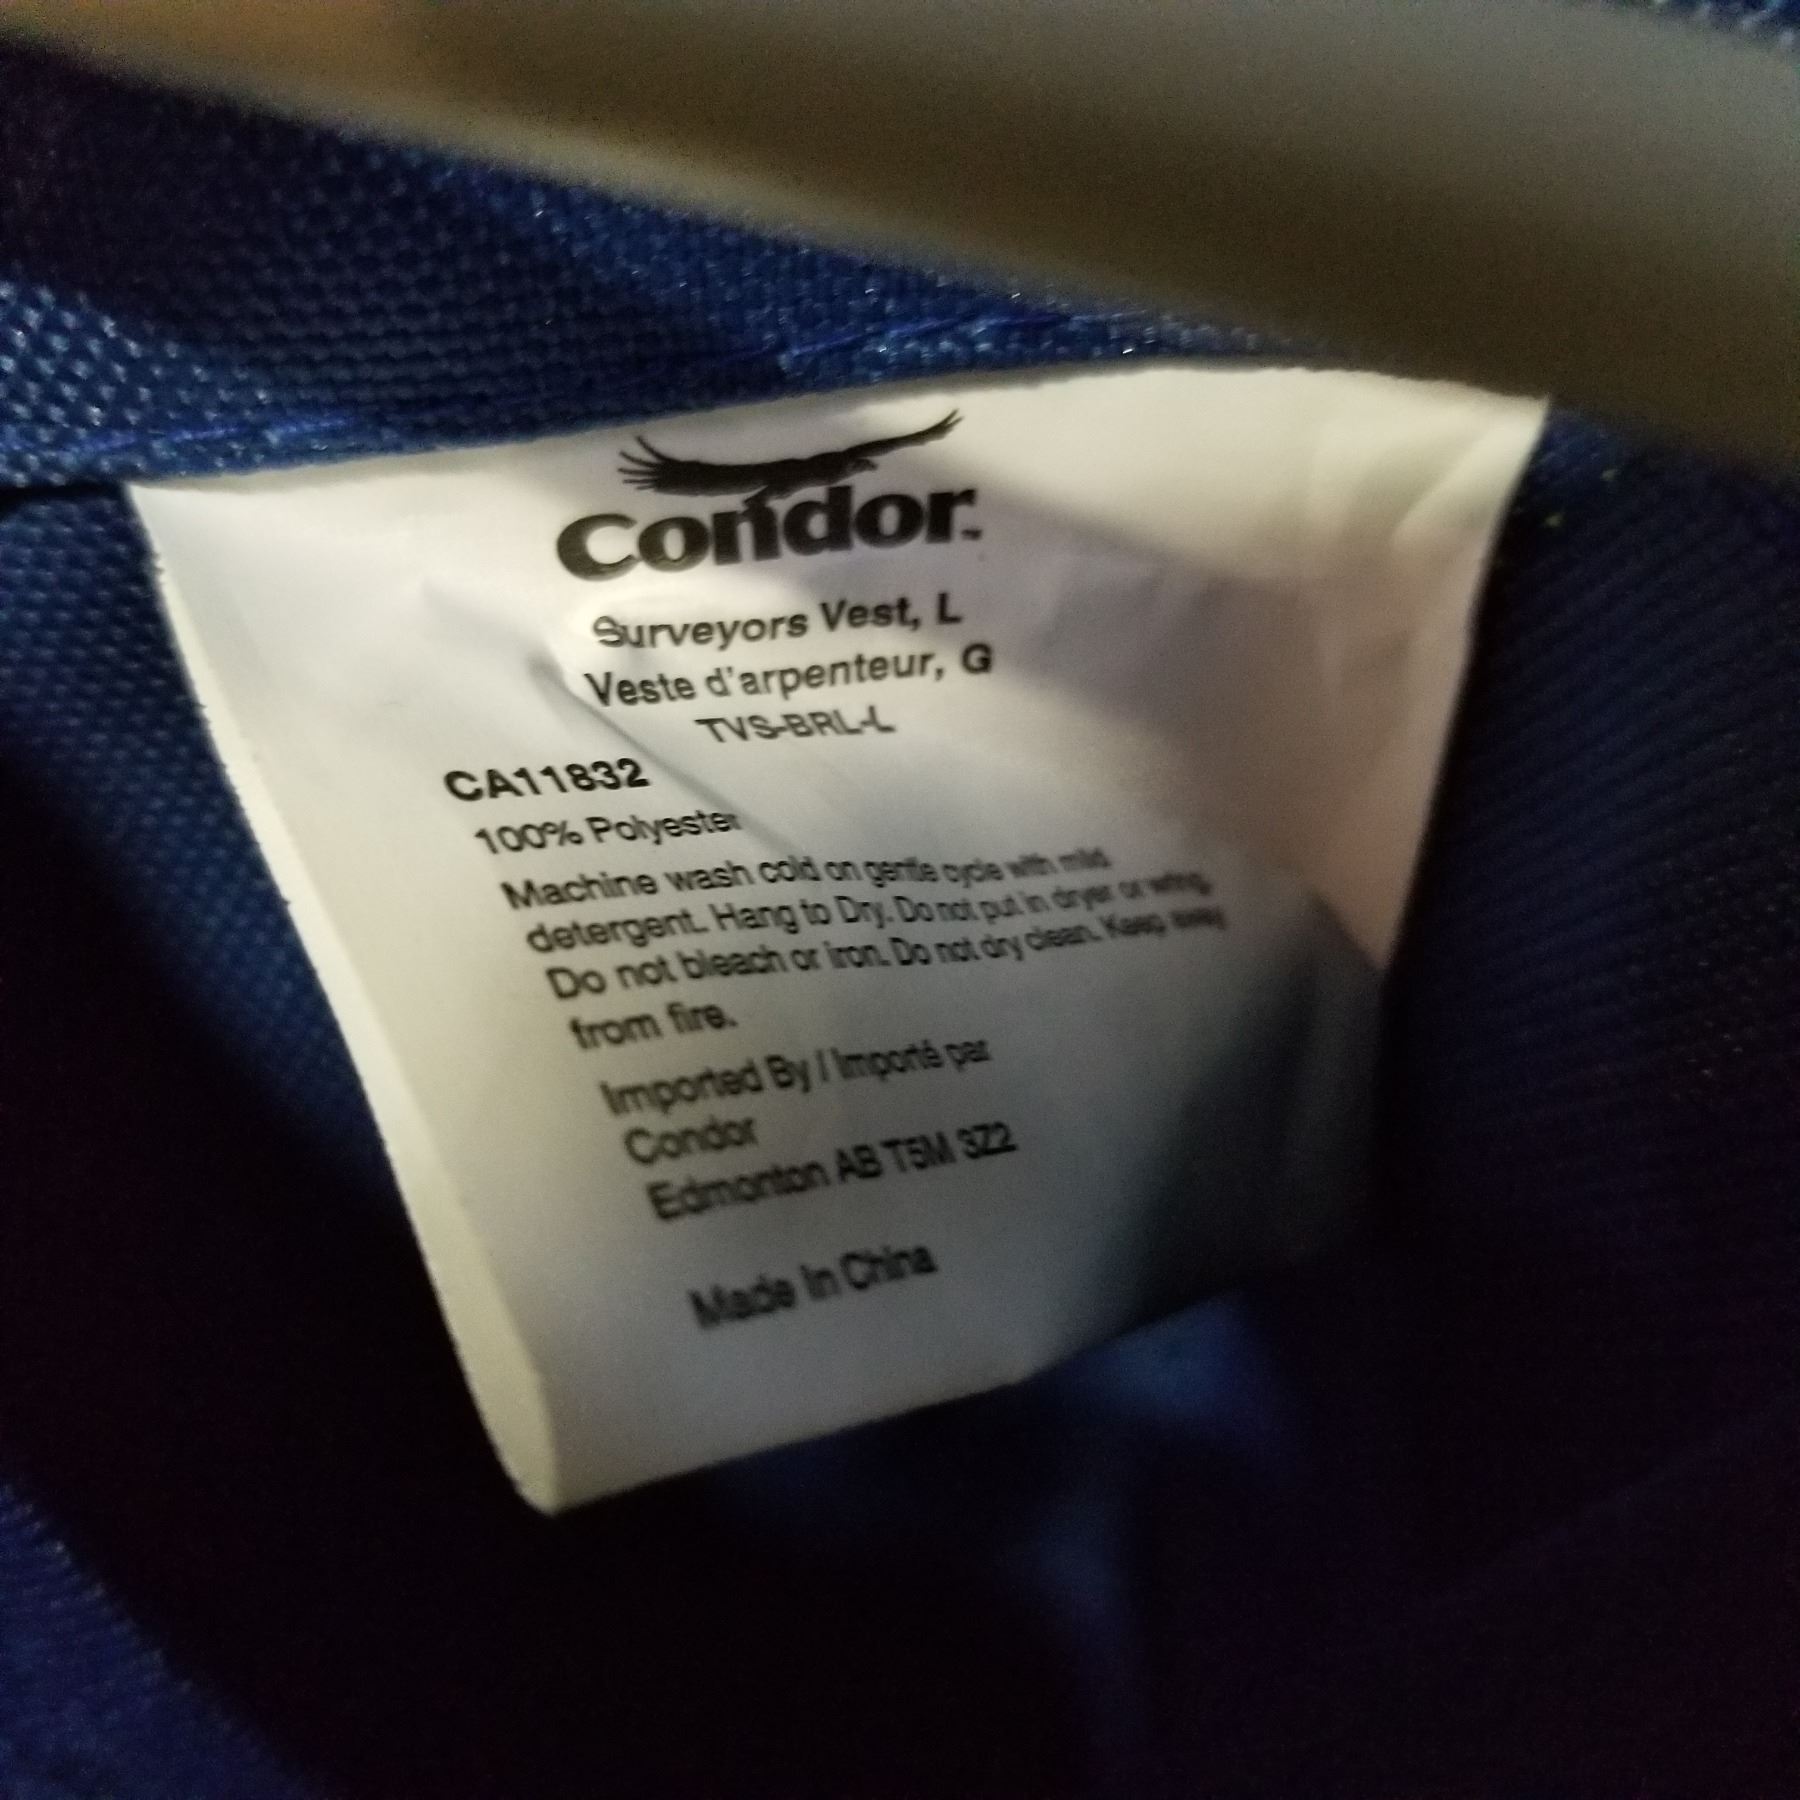 Condor™
Surveyors Vest, L
Veste d'arpenteur, G
TVS-BRL-L
CA11832
100% Polyester
Machine wash cold on gentle cycle with mild
detergent. Hang to Dry. Do not put in dryer or wring.
Do not bleach or iron. Do not dry clean. Keep away
from fire.
Imported By / Importé par
Condor
Edmonton AB T5M 3Z2
Made In China